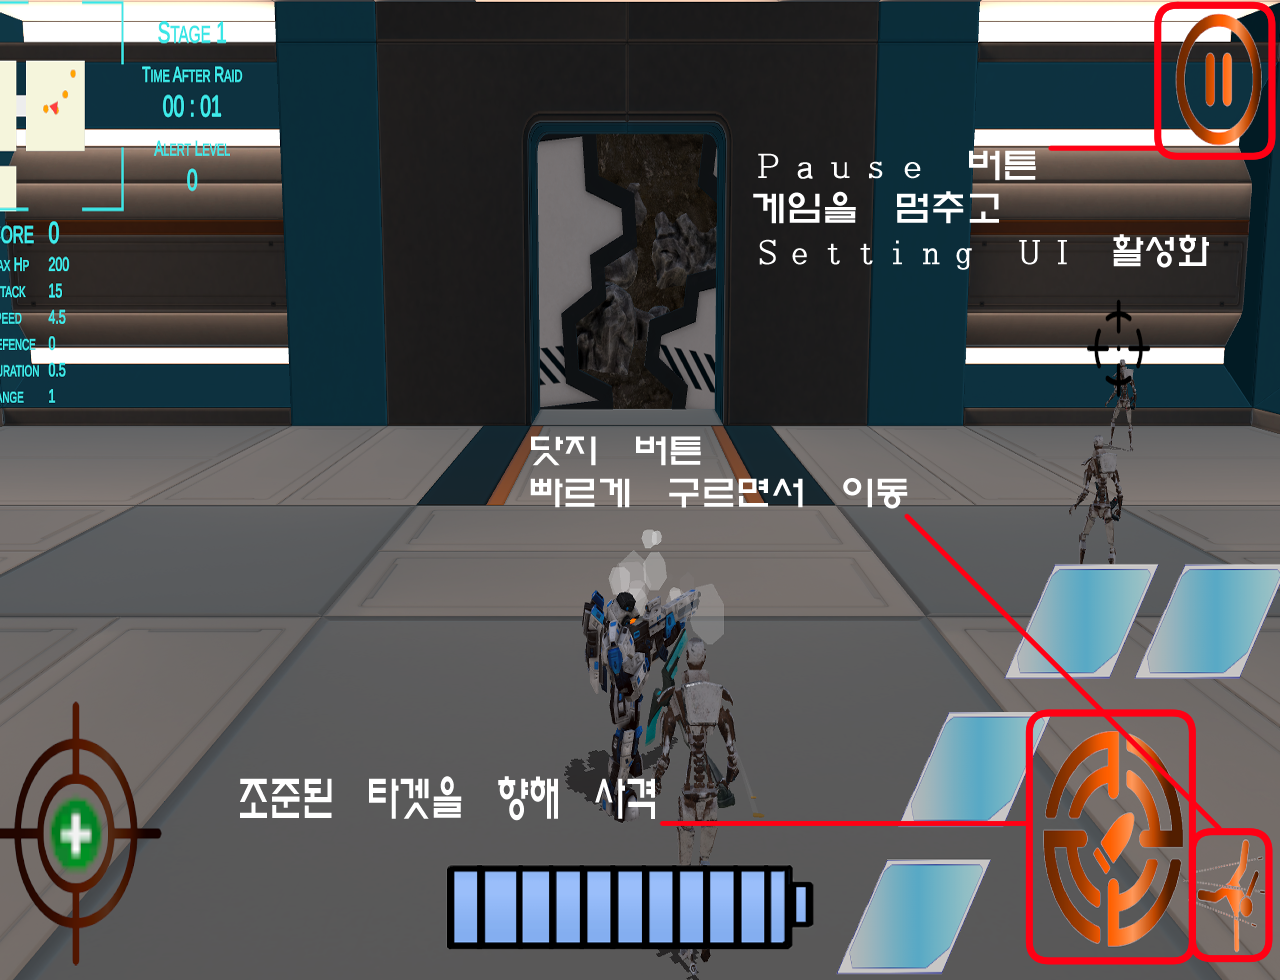 STAGE 1
TIME AFTER RAID
00 : 01
ALERT LEVEL
0
ORE 0
AX HP 200
TACK 15
PEED 4.5
EFENCE 0
URATION 0.5
ANGE 1
Pause 버튼
게임을 멈추고
Setting UI 활성화
닷지 버튼
빠르게 구르면서 이동
조준된 타겟을 향해 사격